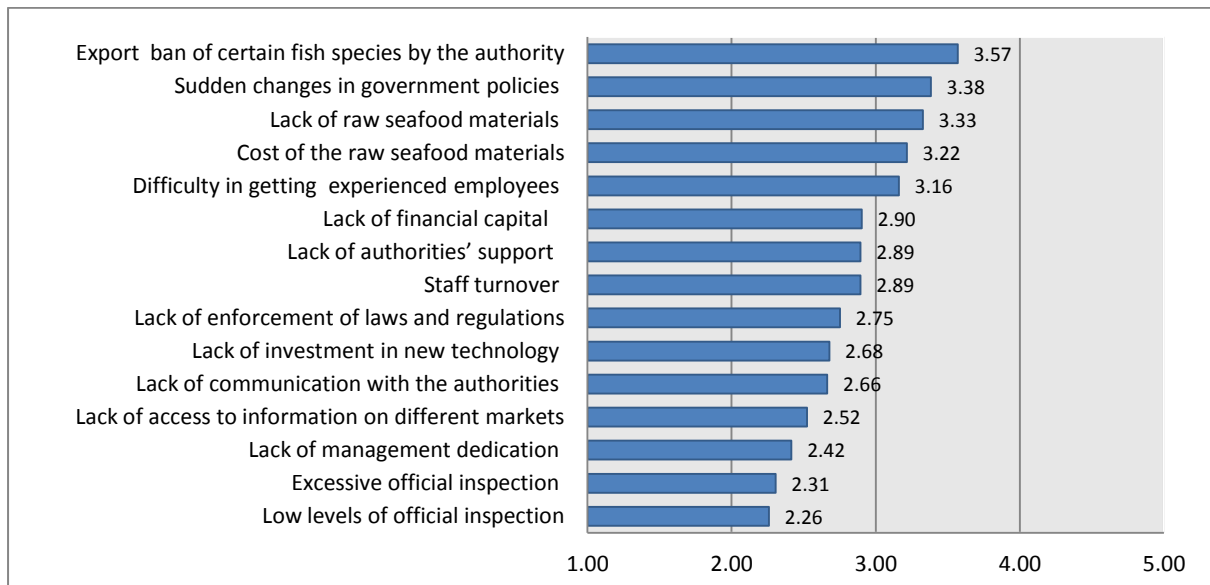 Export ban of certain fish species by the authority 3.57
Sudden changes in government policies 3.38
Lack of raw seafood materials 3.33
Cost of the raw seafood materials 3.22
Difficulty in getting experienced employees 3.16
Lack of financial capital 2.90
Lack of authorities’ support 2.89
Staff turnover 2.89
Lack of enforcement of laws and regulations 2.75
Lack of investment in new technology 2.68
Lack of communication with the authorities 2.66
Lack of access to information on different markets 2.52
Lack of management dedication 2.42
Excessive official inspection 2.31
Low levels of official inspection 2.26
1.00 2.00 3.00 4.00 5.00